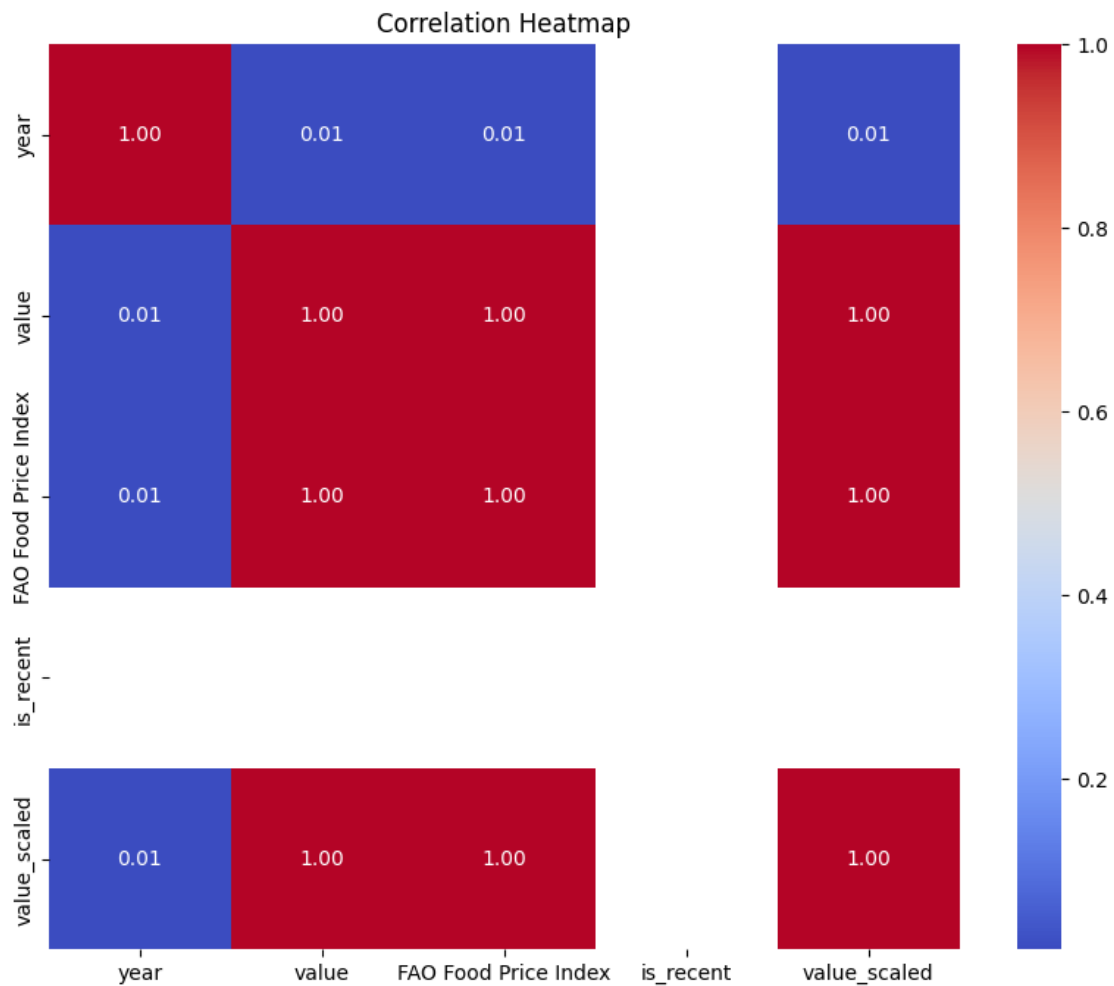 Correlation Heatmap
year
1.00 0.01 0.01 0.01
value
0.01 1.00 1.00 1.00
FAO Food Price Index
0.01 1.00 1.00 1.00
is_recent
value_scaled
0.01 1.00 1.00 1.00
year value FAO Food Price Index is_recent value_scaled
1.0
0.8
0.6
0.4
0.2